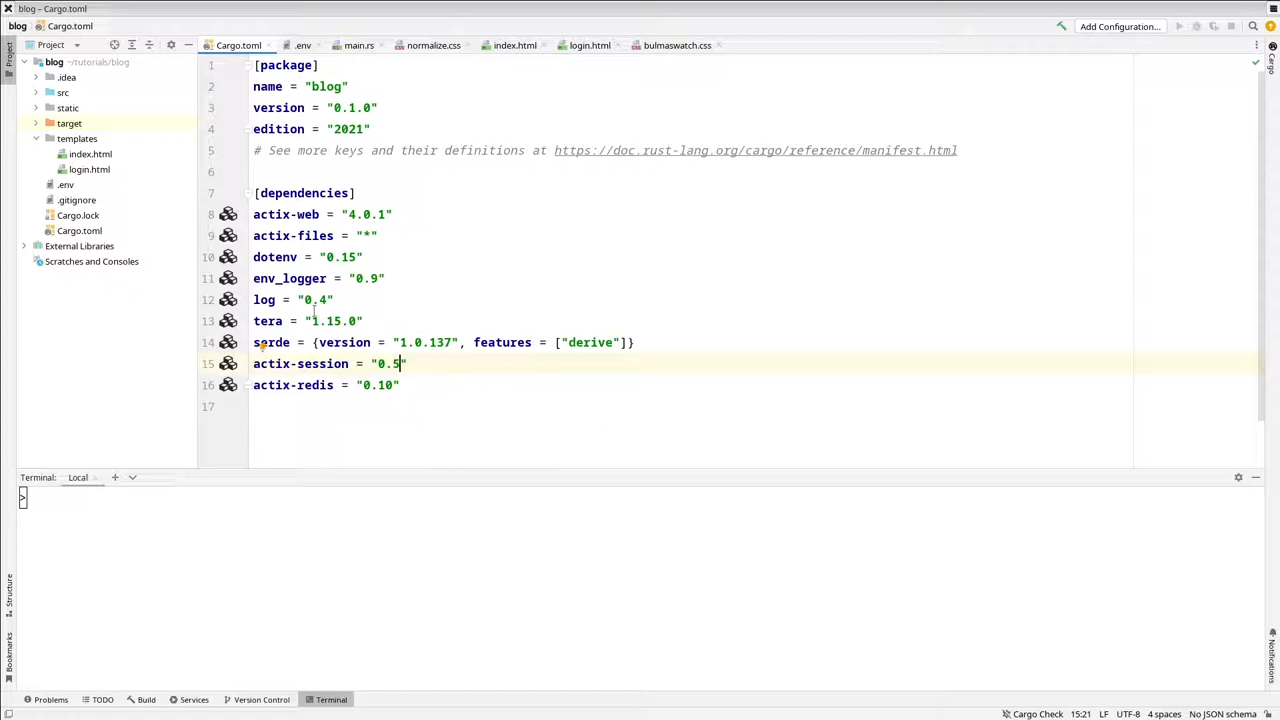 blog – Cargo.toml
blog Cargo.toml Add Configuration...
Project Cargo.toml .env main.rs normalize.css index.html login.html bulmaswatch.css
Project
Cargo
blog ~/tutorials/blog
.idea
src
static
target
templates
index.html
login.html
.env
.gitignore
Cargo.lock
Cargo.toml
External Libraries
Scratches and Consoles
1 [package]
2 name = "blog"
3 version = "0.1.0"
4 edition = "2021"
5 # See more keys and their definitions at https://doc.rust-lang.org/cargo/reference/manifest.html
6
7 [dependencies]
8 actix-web = "4.0.1"
9 actix-files = "*"
10 dotenv = "0.15"
11 env_logger = "0.9"
12 log = "0.4"
13 tera = "1.15.0"
14 serde = {version = "1.0.137", features = ["derive"]}
15 actix-session = "0.5"
16 actix-redis = "0.10"
17
Terminal: Local
>
Structure
Bookmarks
Notifications
Problems TODO Build Services Version Control Terminal
Cargo Check 15:21 LF UTF-8 4 spaces No JSON schema